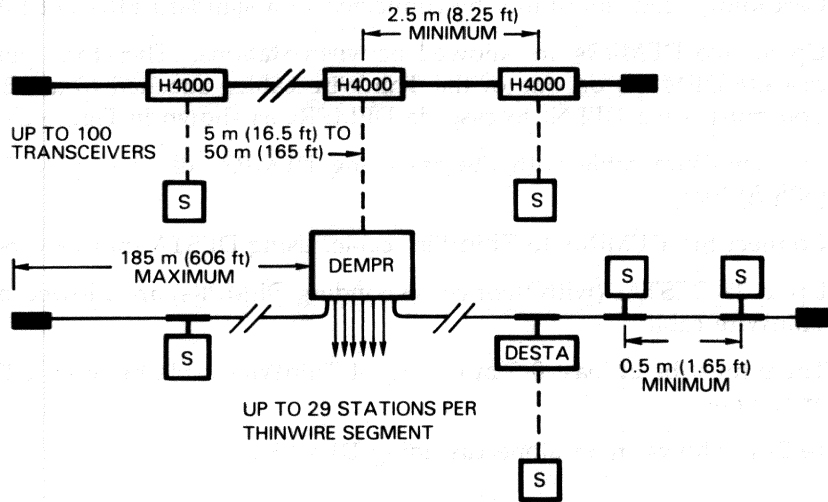 2.5 m (8.25 ft)
MINIMUM
H4000
H4000
H4000
UP TO 100
TRANSCEIVERS
5 m (16.5 ft) TO
50 m (165 ft)
S
S
185 m (606 ft)
MAXIMUM
DEMPR
S
S
S
DESTA
0.5 m (1.65 ft)
MINIMUM
UP TO 29 STATIONS PER
THINWIRE SEGMENT
S